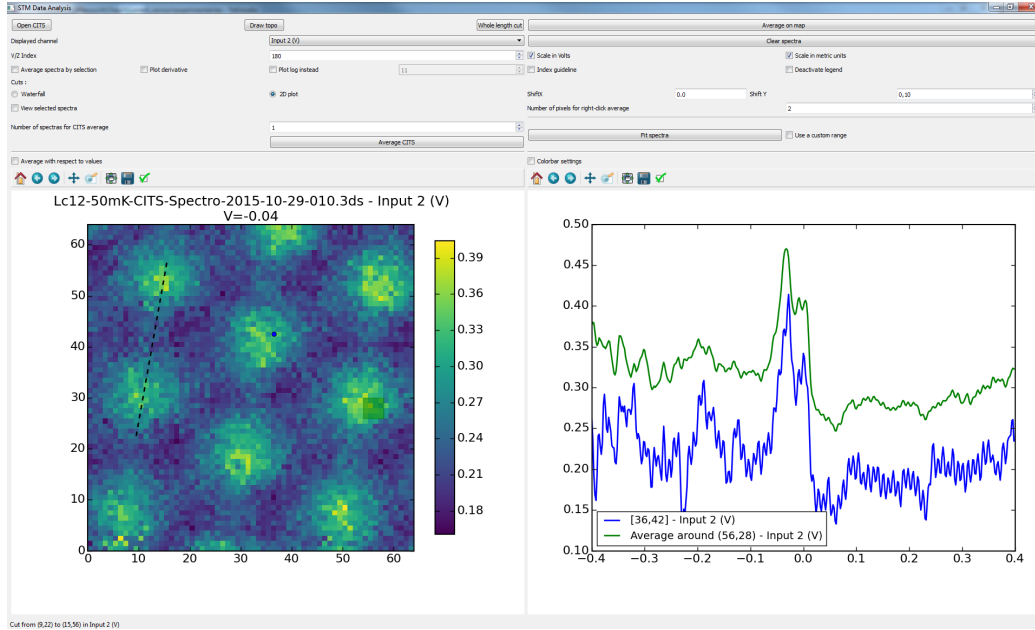 STM Data Analysis
Open CITS Draw topo Whole length cut Average on map
Displayed channel Input 2 (V) Clear spectra
V/Z Index 180 Scale in Volts Scale in metric units
Average spectra by selection Plot derivative Plot log instead 11 Index guideline Deactivate legend
Cuts :
Waterfall 2D plot ShiftX 0.0 Shift Y 0,10
View selected spectra Number of pixels for right-click average 2
Number of spectras for CITS average 1
Fit spectra Use a custom range
Average CITS
Average with respect to values Colorbar settings
Lc12-50mK-CITS-Spectro-2015-10-29-010.3ds - Input 2 (V)
V=-0.04
60
50
40
30
20
10
0
0 10 20 30 40 50 60
0.39
0.36
0.33
0.30
0.27
0.24
0.21
0.18
0.50
0.45
0.40
0.35
0.30
0.25
0.20
0.15
0.10
[36,42] - Input 2 (V)
Average around (56,28) - Input 2 (V)
−0.4 −0.3 −0.2 −0.1 0.0 0.1 0.2 0.3 0.4
Cut from (9,22) to (15,56) in Input 2 (V)